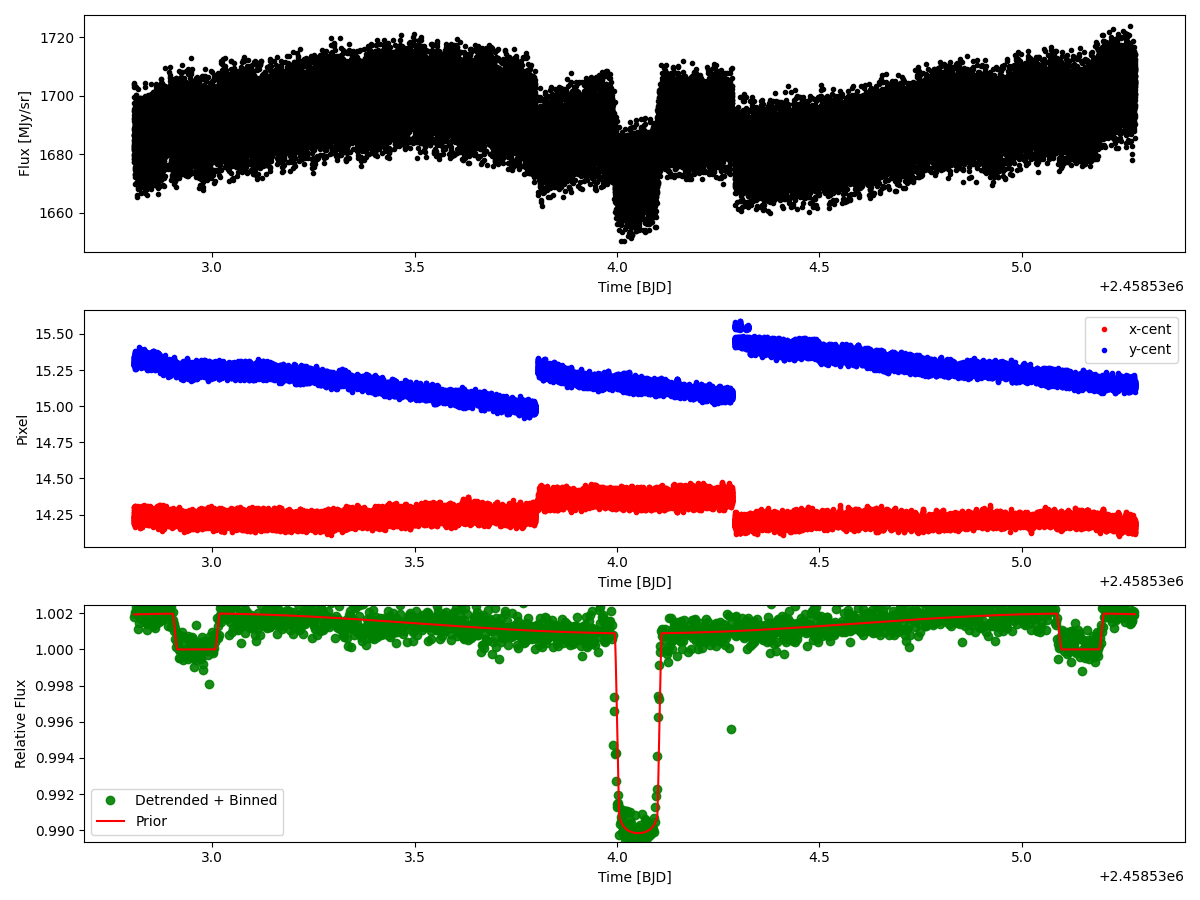 Flux [MJy/sr]
1720
1700
1680
1660
3.0 3.5 4.0 4.5 5.0
Time [BJD]
+2.45853e6
Pixel
15.50
15.25
15.00
14.75
14.50
14.25
x-cent
y-cent
3.0 3.5 4.0 4.5 5.0
Time [BJD]
+2.45853e6
Relative Flux
1.002
1.000
0.998
0.996
0.994
0.992
0.990
Detrended + Binned
Prior
3.0 3.5 4.0 4.5 5.0
Time [BJD]
+2.45853e6